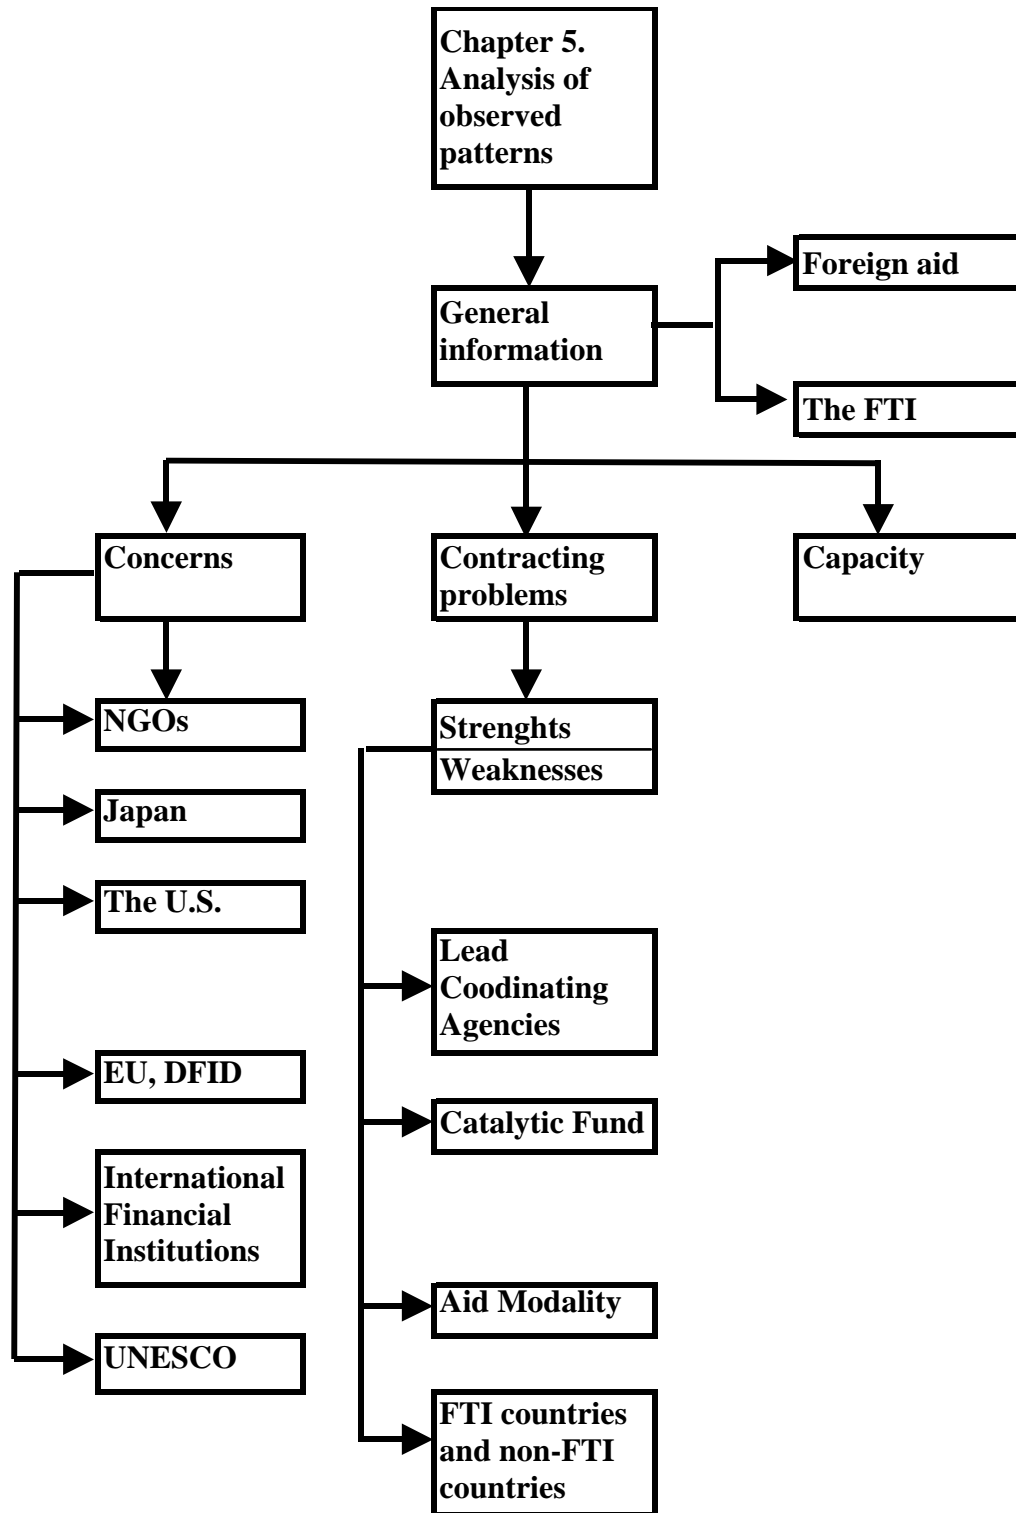 Chapter 5.
Analysis of
observed
patterns
Foreign aid
General
information
The FTI
Concerns
Contracting
problems
Capacity
NGOs
Japan
The U.S.
EU, DFID
International
Financial
Institutions
UNESCO
Strenghts
Weaknesses
Lead
Coodinating
Agencies
Catalytic Fund
Aid Modality
FTI countries
and non-FTI
countries